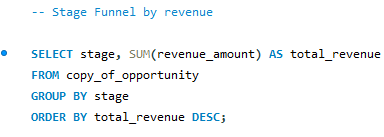 -- Stage Funnel by revenue
SELECT stage, SUM(revenue_amount) AS total_revenue
FROM copy_of_opportunity
GROUP BY stage
ORDER BY total_revenue DESC;